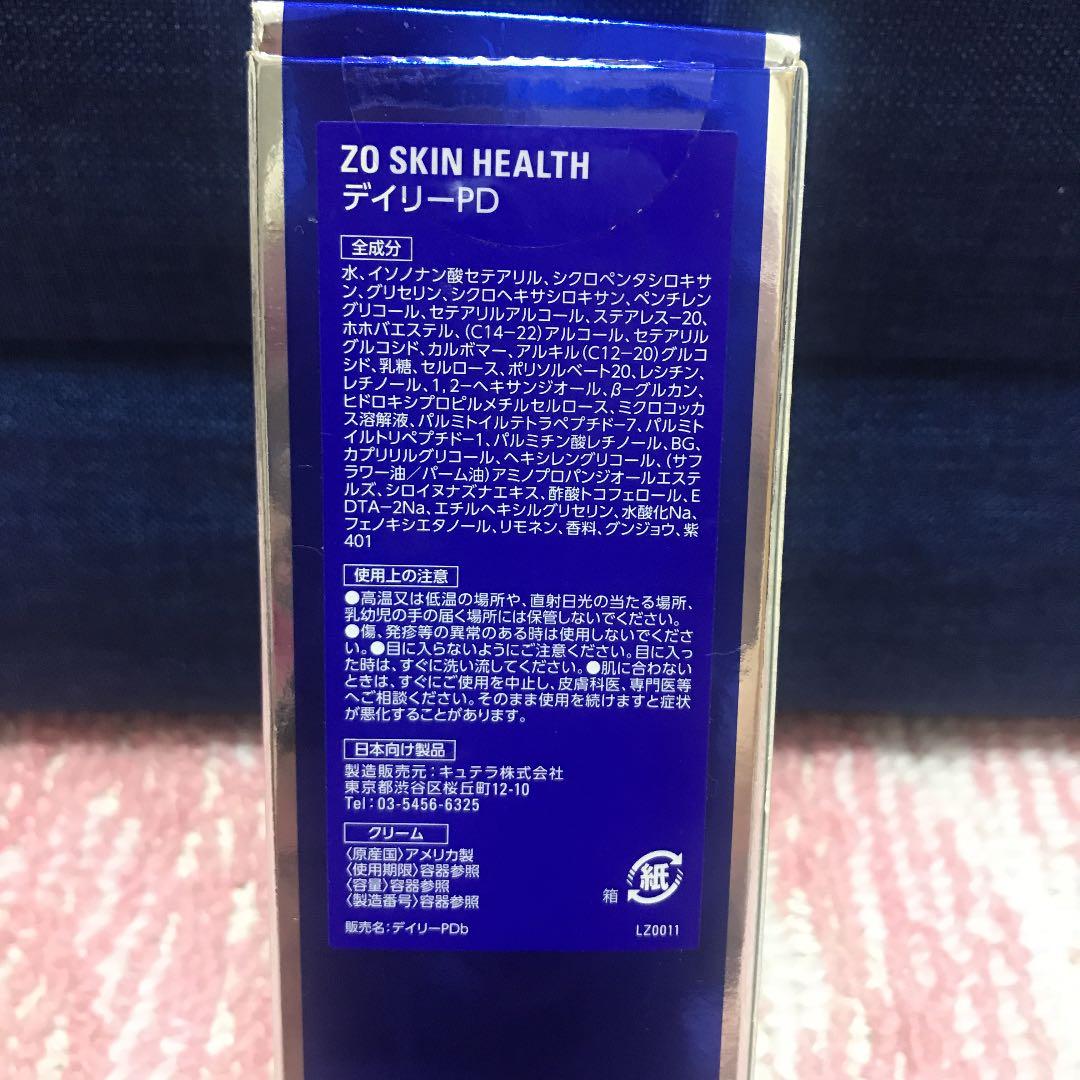 ZO SKIN HEALTH
デイリーPD
全成分
水、イソノナン酸セテアリル、シクロペンタシロキサ
ン、グリセリン、シクロヘキサシロキサン、ペンチレン
グリコール、セテアリルアルコール、ステアレス-20、
ホホバエステル、(C14-22)アルコール、セテアリル
グルコシド、カルボマー、アルキル(C12-20)グルコ
シド、乳糖、セルロース、ポリソルベート20、レシチン、
レチノール、1,2-ヘキサンジオール、β-グルカン、
ヒドロキシプロピルメチルセルロース、ミクロコッカ
ス溶解液、パルミトイルテトラペプチド-7、パルミト
イルトリペプチド-1、パルミチン酸レチノール、BG、
カプリリルグリコール、ヘキシレングリコール、(サフ
ラワー油/パーム油)アミノプロパンジオールエステ
ルズ、シロイヌナズナエキス、酢酸トコフェロール、E
DTA-2Na、エチルヘキシルグリセリン、水酸化Na、
フェノキシエタノール、リモネン、香料、グンジョウ、紫
401
使用上の注意
●高温又は低温の場所や、直射日光の当たる場所、
乳幼児の手の届く場所には保管しないでください。
●傷、発疹等の異常のある時は使用しないでくださ
い。●目に入らないようにご注意ください。目に入っ
た時は、すぐに洗い流してください。●肌に合わない
ときは、すぐにご使用を中止し、皮膚科医、専門医等
へご相談ください。そのまま使用を続けますと症状
が悪化することがあります。
日本向け製品
製造販売元:キュテラ株式会社
東京都渋谷区桜丘町12-10
Tel:03-5456-6325
クリーム
〈原産国〉アメリカ製
〈使用期限〉容器参照
〈容量〉容器参照
〈製造番号〉容器参照
箱 紙
販売名:デイリーPDb
LZ0011